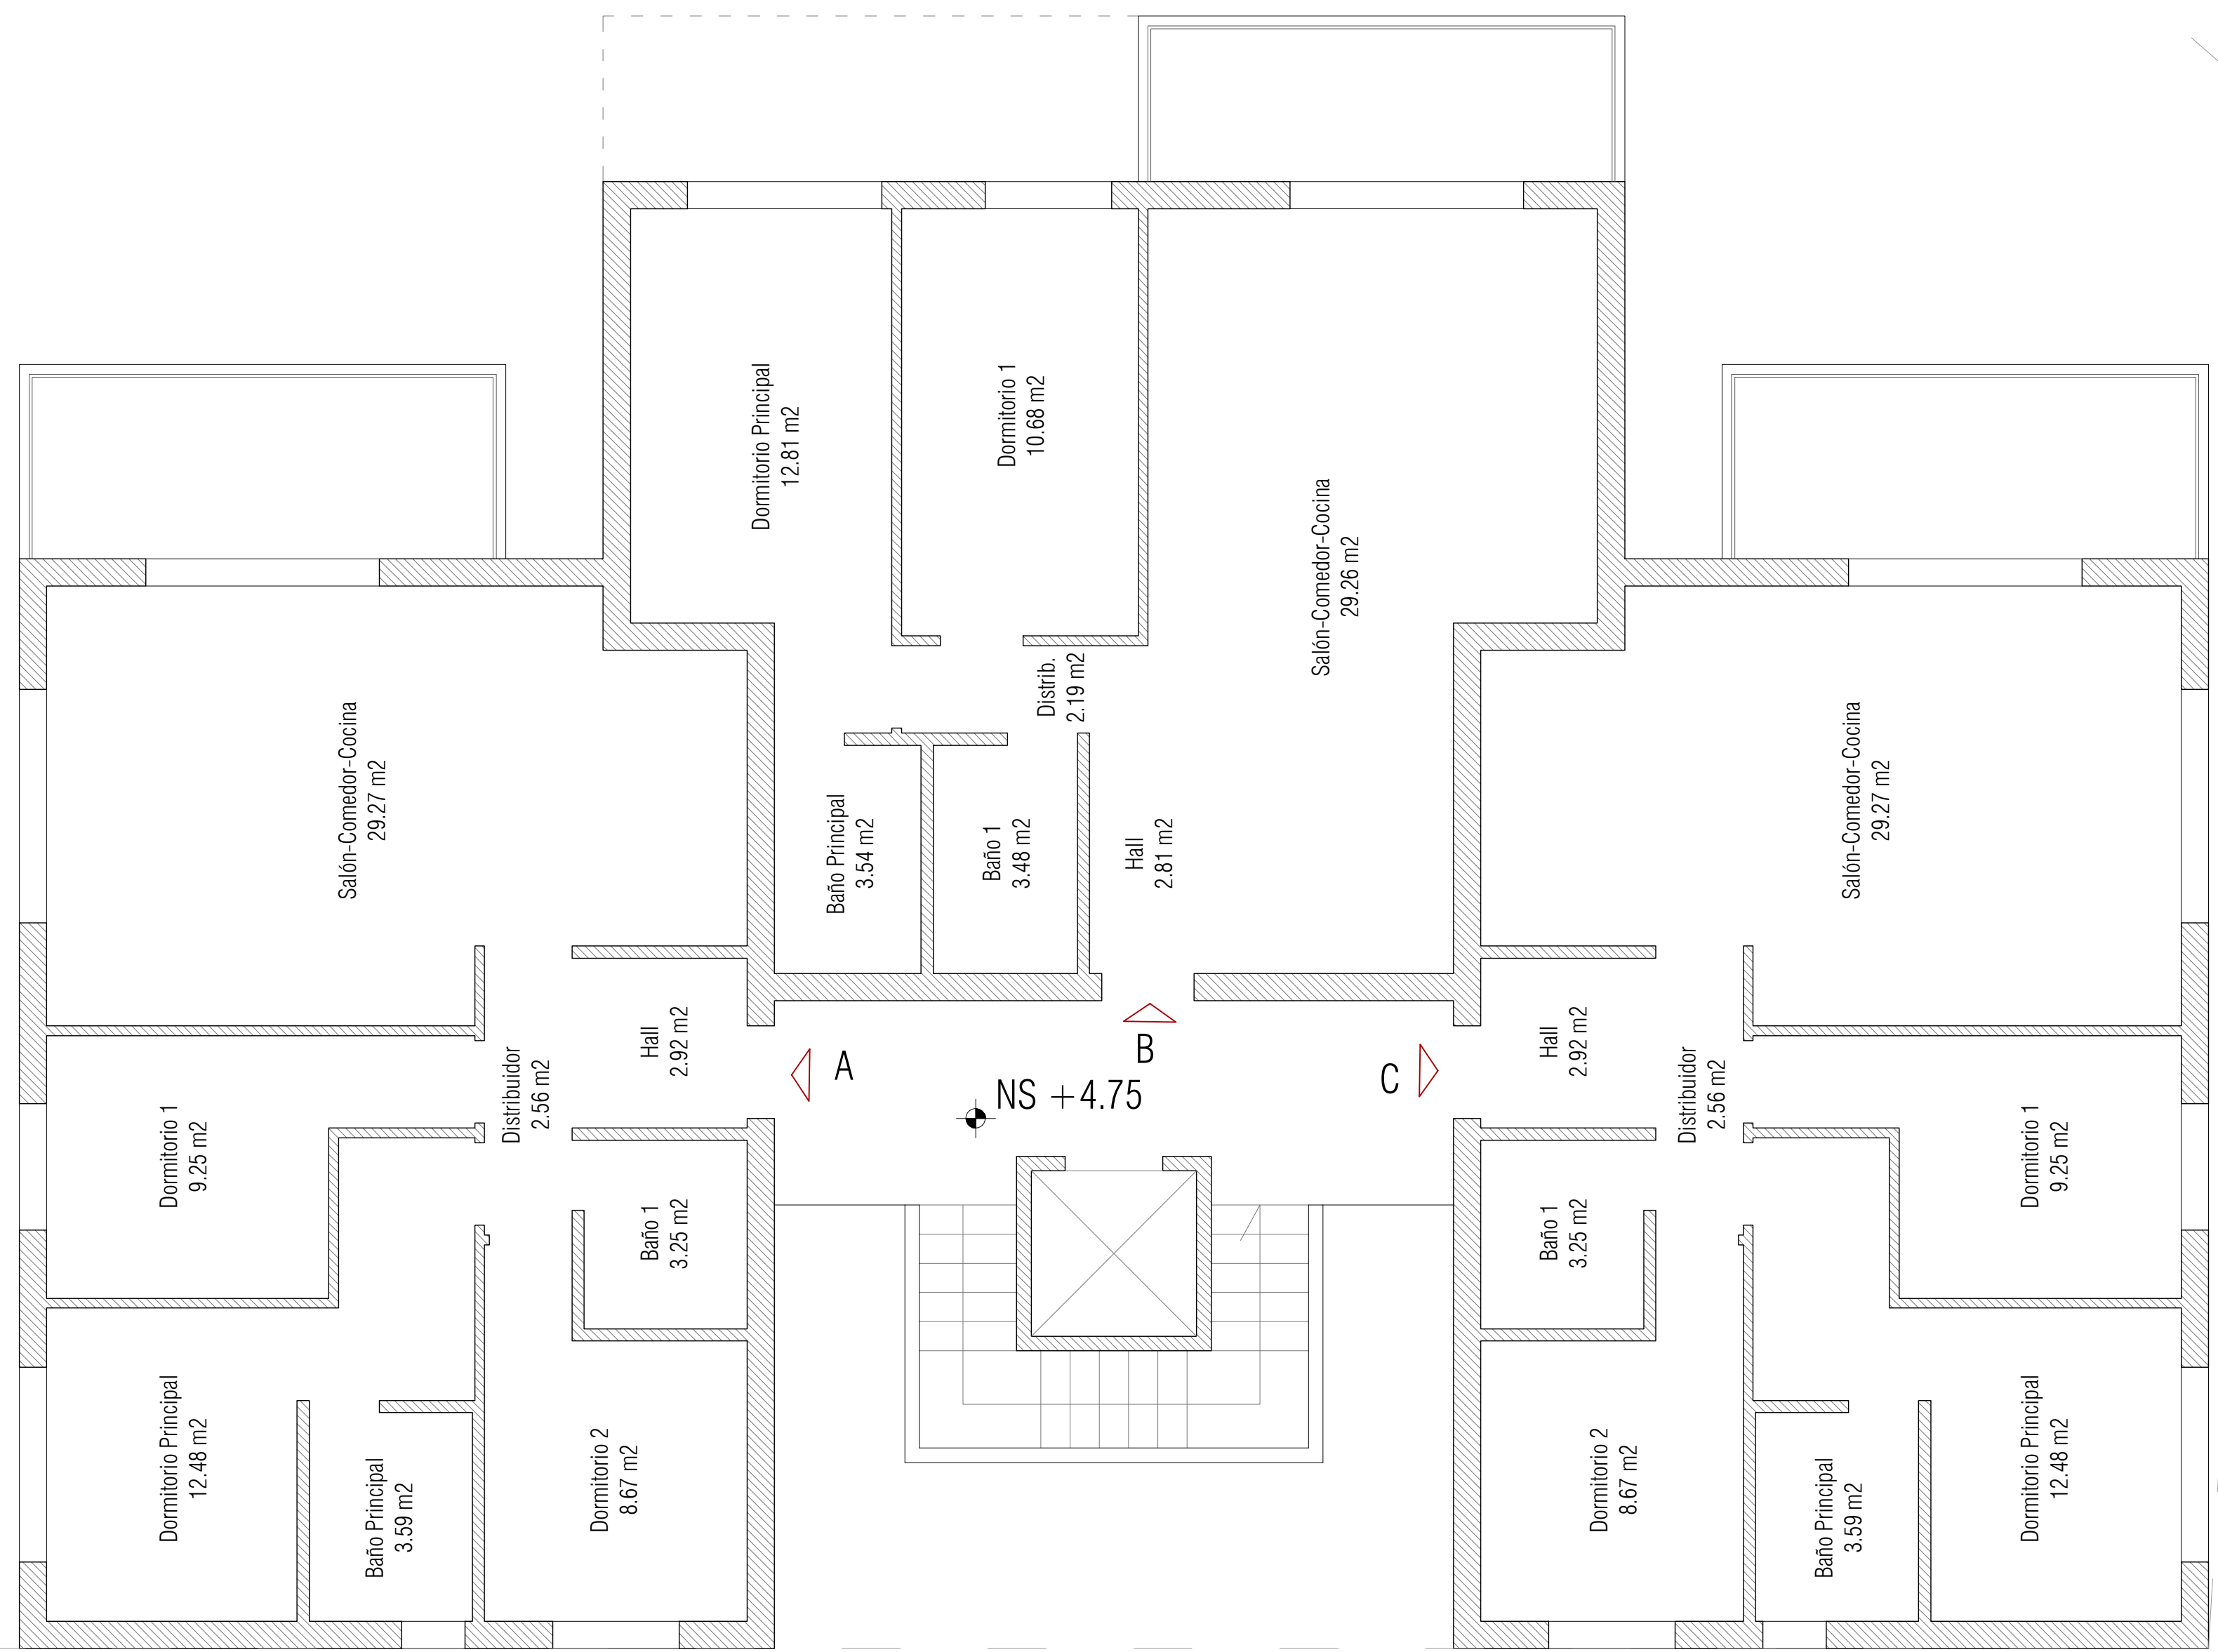 Dormitorio Principal
12.81 m2
Dormitorio 1
10.68 m2
Salón-Comedor-Cocina
29.26 m2
Distrib.
2.19 m2
Baño Principal
3.54 m2
Baño 1
3.48 m2
Hall
2.81 m2
Salón-Comedor-Cocina
29.27 m2
Hall
2.92 m2
Distribuidor
2.56 m2
Dormitorio 1
9.25 m2
Baño 1
3.25 m2
Dormitorio Principal
12.48 m2
Baño Principal
3.59 m2
Dormitorio 2
8.67 m2
A
B
C
NS +4.75
Salón-Comedor-Cocina
29.27 m2
Hall
2.92 m2
Distribuidor
2.56 m2
Dormitorio 1
9.25 m2
Baño 1
3.25 m2
Dormitorio 2
8.67 m2
Baño Principal
3.59 m2
Dormitorio Principal
12.48 m2